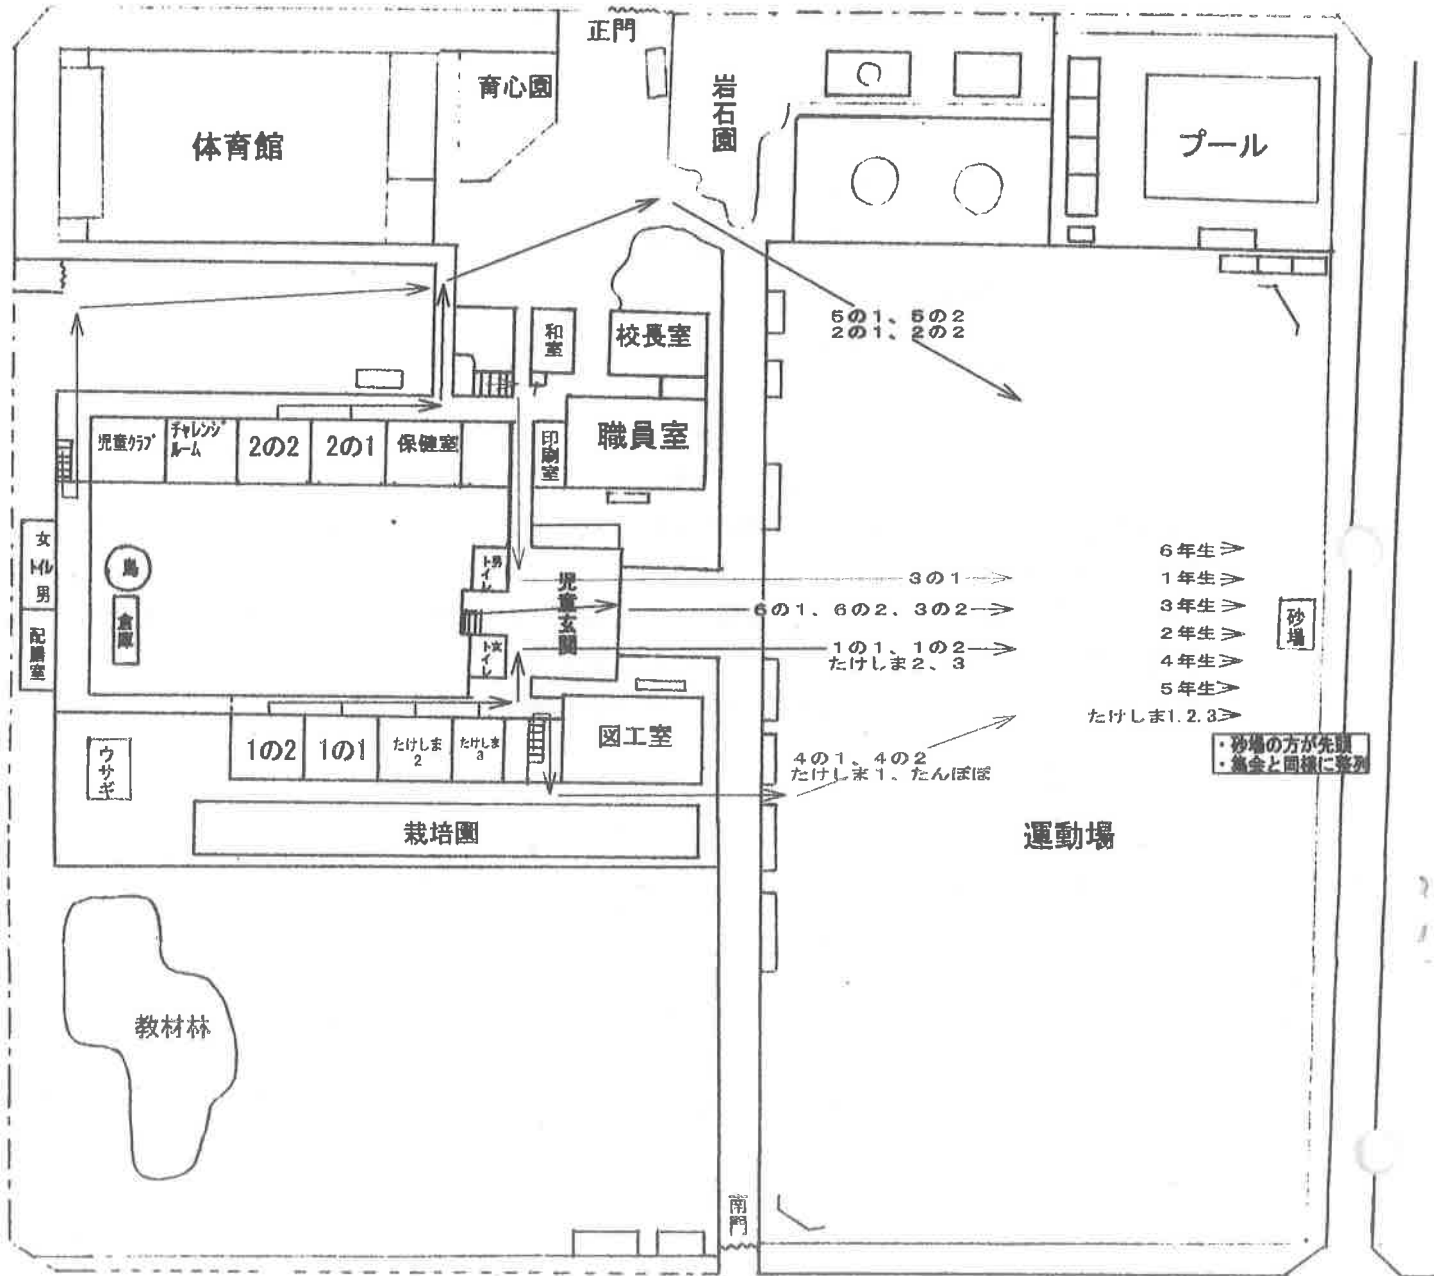 正門
育心園
岩石園
体育館
プール
和室
校長室
5の1、5の2
2の1、2の2
児童クラブ
チャレンジルーム
2の2
2の1
保健室
印刷室
職員室
女
トイレ
男
鳥
倉庫
配膳室
男
トイレ
児童玄関
女
トイレ
3の1
6の1、6の2、3の2
1の1、1の2
たけしま2、3
6年生
1年生
3年生
2年生
4年生
5年生
たけしま1.2.3
砂場
・砂場の方が先頭
・集会と同様に整列
ウサギ
1の2
1の1
たけしま
2
たけしま
3
図工室
4の1、4の2
たけしま1、たんぽぽ
栽培園
運動場
教材林
南門